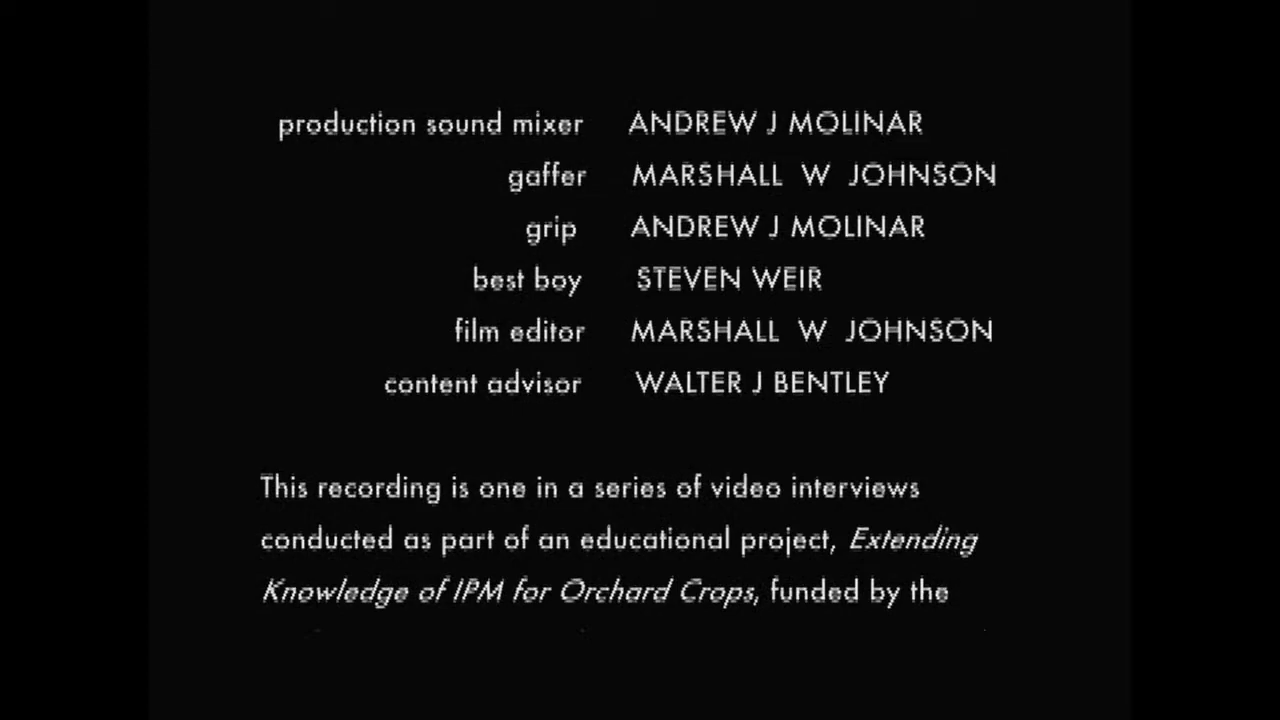 production sound mixer ANDREW J MOLINAR
gaffer MARSHALL W JOHNSON
grip ANDREW J MOLINAR
best boy STEVEN WEIR
film editor MARSHALL W JOHNSON
content advisor WALTER J BENTLEY
This recording is one in a series of video interviews
conducted as part of an educational project, Extending
Knowledge of IPM for Orchard Crops, funded by the